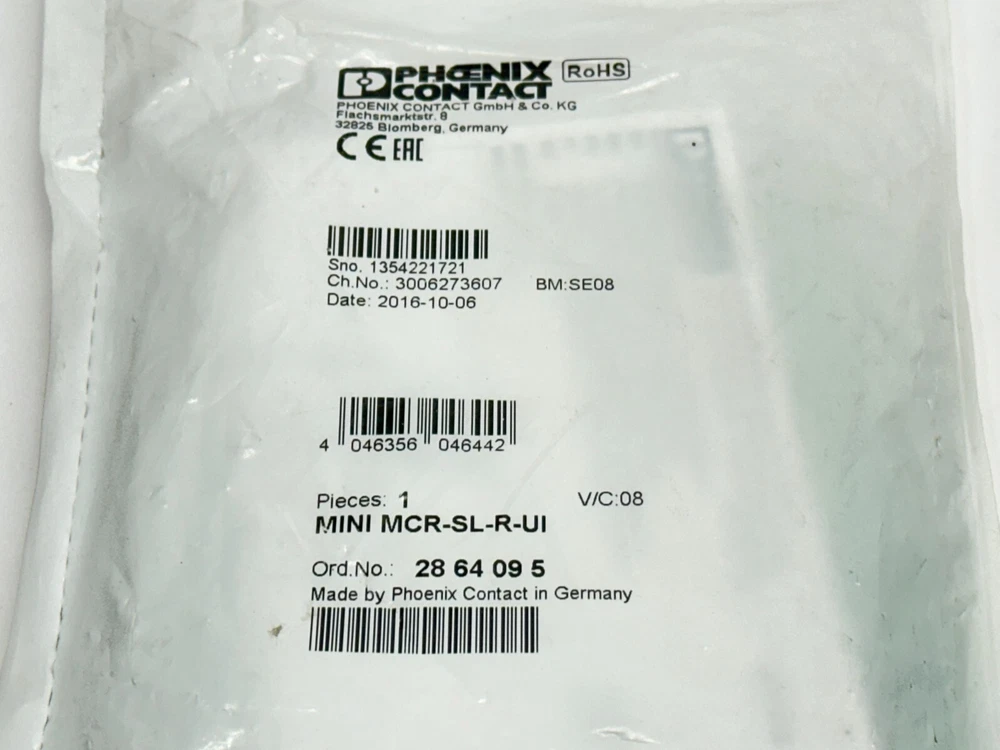 PHŒNIX CONTACT RoHS
PHOENIX CONTACT GmbH & Co. KG
Flachsmarktstr. 8
32825 Blomberg, Germany
CE EAC
Sno. 1354221721
Ch.No.: 3006273607 BM:SE08
Date: 2016-10-06
4 046356 046442
Pieces: 1 V/C:08
MINI MCR-SL-R-UI
Ord.No.: 28 64 09 5
Made by Phoenix Contact in Germany